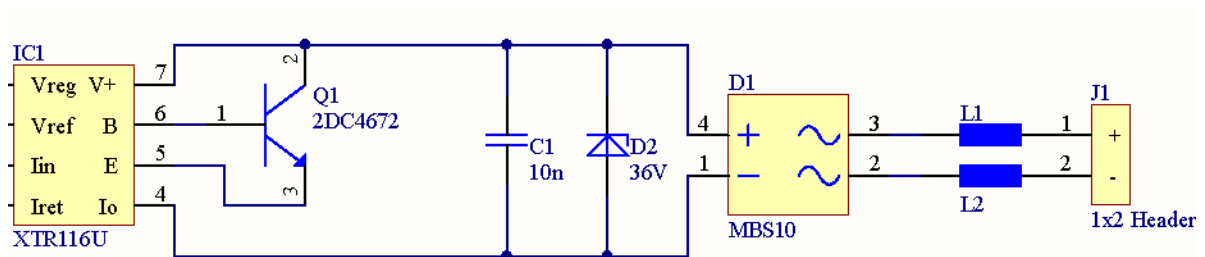 IC1
Vreg V+ 7
Vref B 6
Iin E 5
Iret Io 4
XTR116U
1
2
3
Q1
2DC4672
C1
10n
D2
36V
D1
4 + 3
1 - 2
MBS10
L1
L2
J1
1 +
2 -
1x2 Header